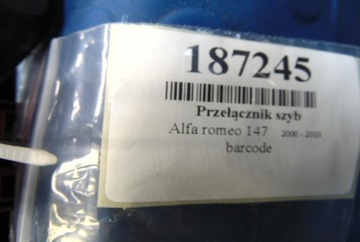 187245
Przełącznik szyb
Alfa romeo 147 2000 - 2010
barcode